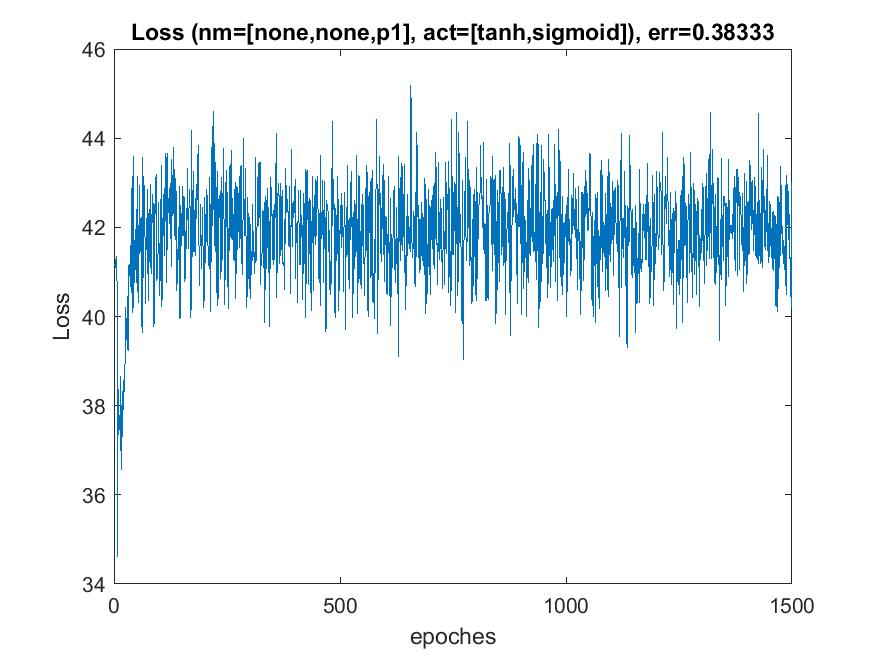 Loss (nm=[none,none,p1], act=[tanh,sigmoid]), err=0.38333
46
44
42
40
38
36
34
Loss
0 500 1000 1500
epoches